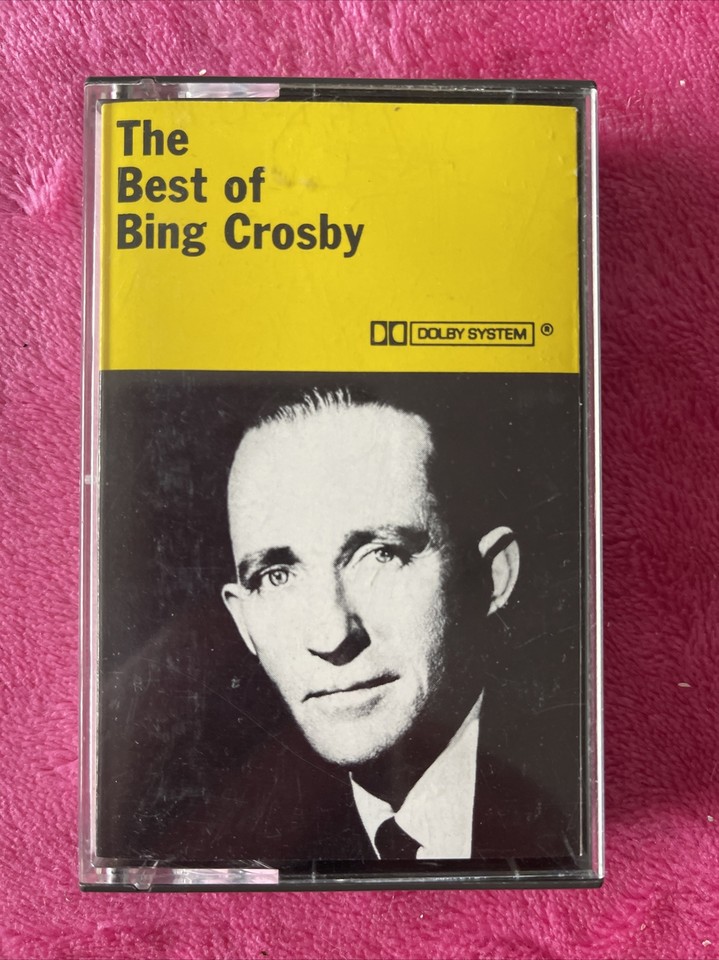 The
Best of
Bing Crosby
DOLBY SYSTEM ®